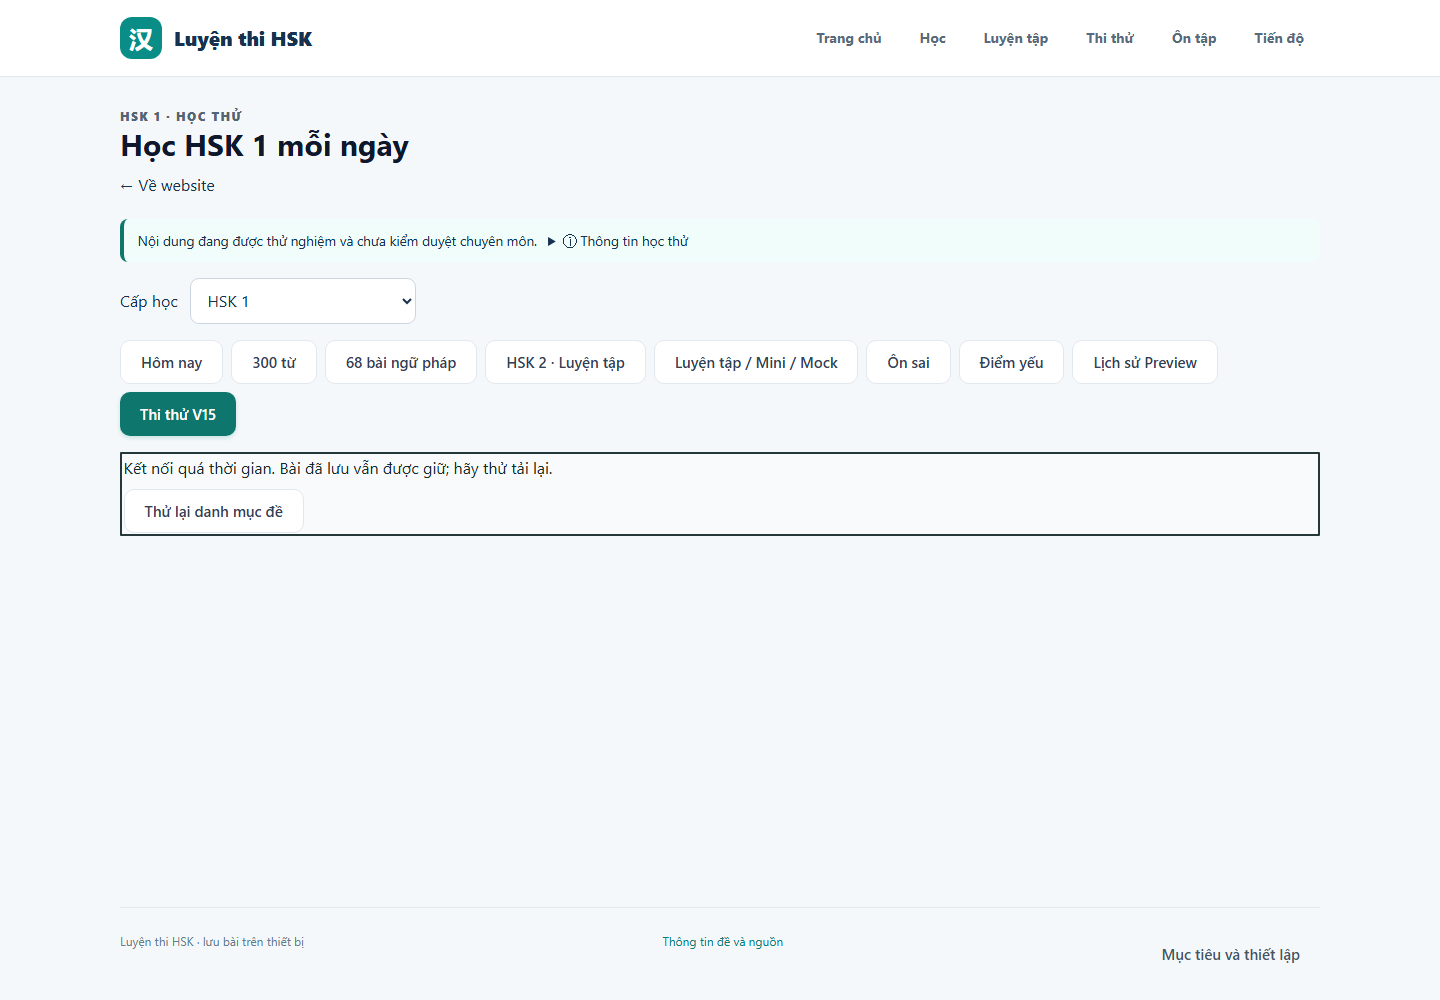 汉 Luyện thi HSK
Trang chủ Học Luyện tập Thi thử Ôn tập Tiến độ
HSK 1 · HỌC THỬ
Học HSK 1 mỗi ngày
← Về website
Nội dung đang được thử nghiệm và chưa kiểm duyệt chuyên môn. ▶ ⓘ Thông tin học thử
Cấp học HSK 1
Hôm nay 300 từ 68 bài ngữ pháp HSK 2 · Luyện tập Luyện tập / Mini / Mock Ôn sai Điểm yếu Lịch sử Preview
Thi thử V15
Kết nối quá thời gian. Bài đã lưu vẫn được giữ; hãy thử tải lại.
Thử lại danh mục đề
Luyện thi HSK · lưu bài trên thiết bị Thông tin đề và nguồn Mục tiêu và thiết lập